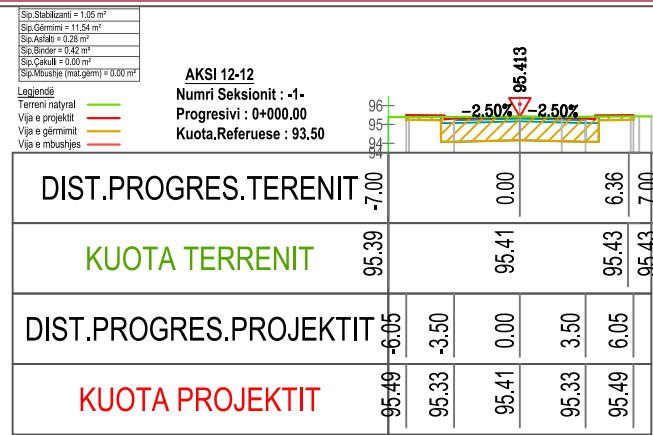 Sip.Stabilizanti = 1.05 m²
Sip.Gërmimi = 11.54 m²
Sip.Asfalti = 0.28 m²
Sip.Binder = 0.42 m²
Sip.Çakulli = 0.00 m²
Sip.Mbushje (mat.gërm) = 0.00 m²
Legjendë
Terreni natyral
Vija e projektit
Vija e gërmimit
Vija e mbushjes
AKSI 12-12
Numri Seksionit : -1-
Progresivi : 0+000.00
Kuota.Referuese : 93,50
95.413
-2.50% -2.50%
96
95
94
DIST.PROGRES.TERENIT -7.00 0.00 6.36 7.00
KUOTA TERRENIT 95.39 95.41 95.43 95.43
DIST.PROGRES.PROJEKTIT -6.05 -3.50 0.00 3.50 6.05
KUOTA PROJEKTIT 95.49 95.33 95.41 95.33 95.49